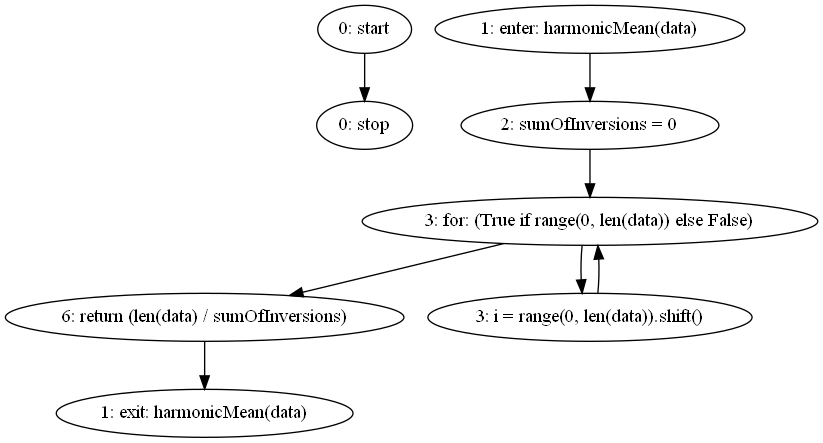 0: start
1: enter: harmonicMean(data)
0: stop
2: sumOfInversions = 0
3: for: (True if range(0, len(data)) else False)
6: return (len(data) / sumOfInversions)
3: i = range(0, len(data)).shift()
1: exit: harmonicMean(data)